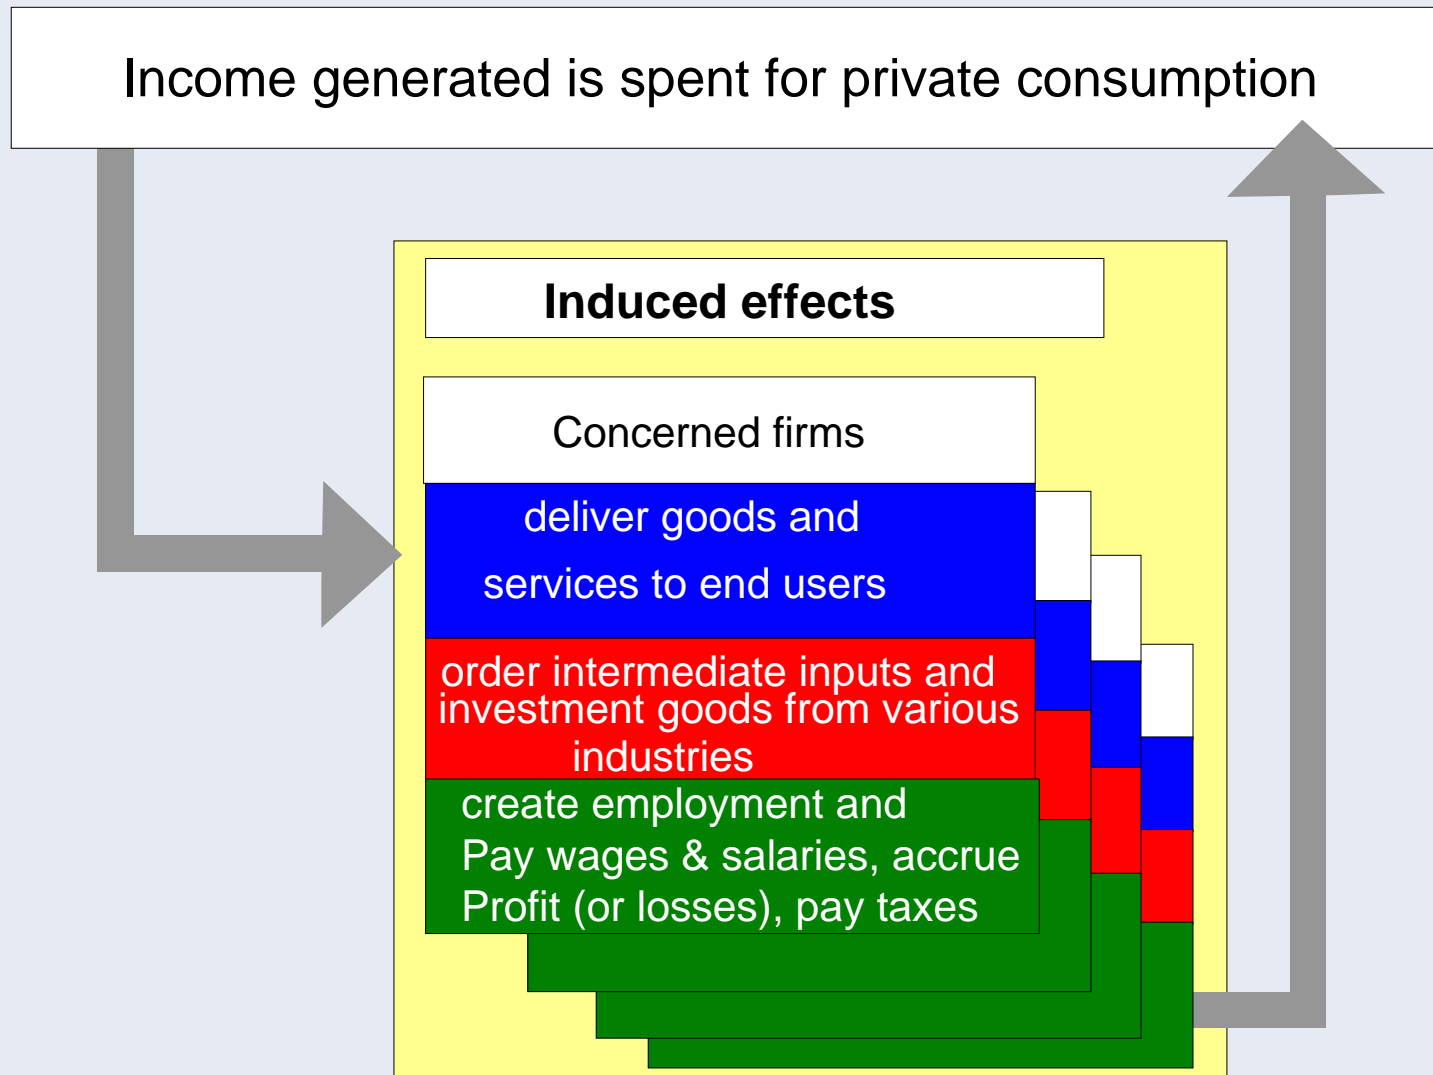 Income generated is spent for private consumption
Induced effects
Concerned firms
deliver goods and
services to end users
order intermediate inputs and
investment goods from various
industries
create employment and
Pay wages & salaries, accrue
Profit (or losses), pay taxes